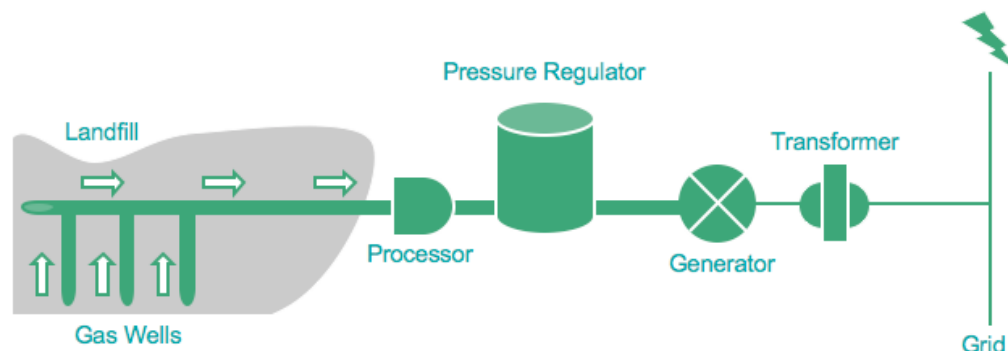 Pressure Regulator
Landfill
Transformer
Processor
Generator
Gas Wells
Grid